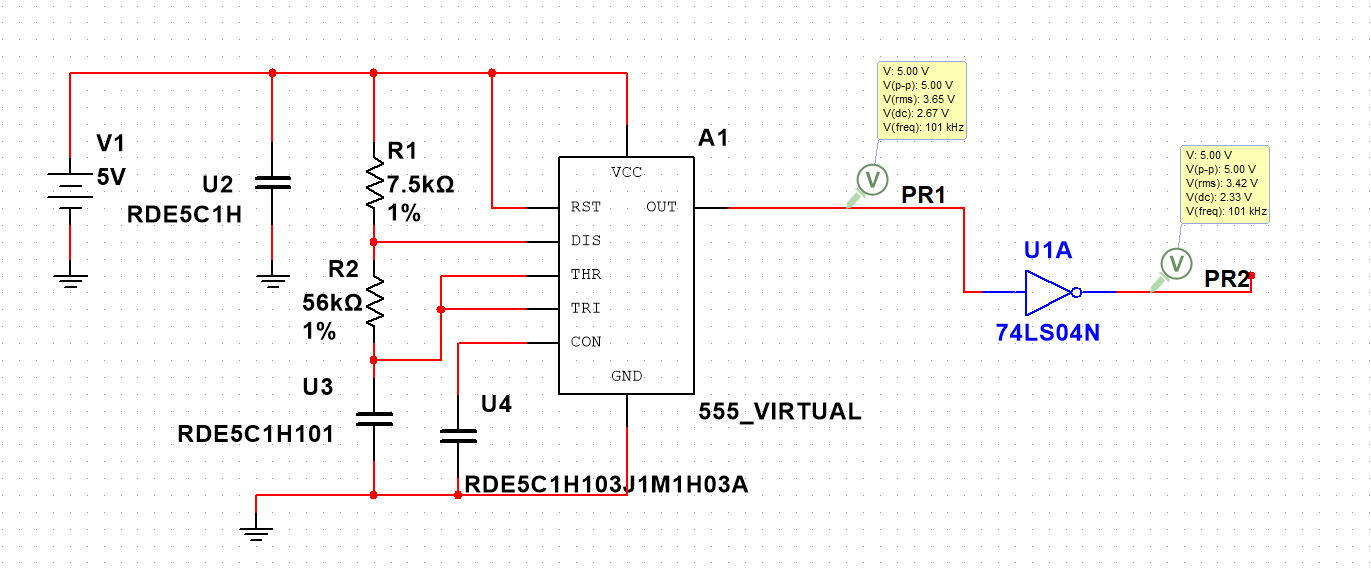 V: 5.00 V
V(p-p): 5.00 V
V(rms): 3.65 V
V(dc): 2.67 V
V(freq): 101 kHz
V1
5V
U2
RDE5C1H
R1
7.5kΩ
1%
A1
VCC
RST
OUT
DIS
THR
TRI
CON
GND
V
PR1
V: 5.00 V
V(p-p): 5.00 V
V(rms): 3.42 V
V(dc): 2.33 V
V(freq): 101 kHz
U1A
V
PR2
74LS04N
R2
56kΩ
1%
U3
RDE5C1H101
U4
555_VIRTUAL
RDE5C1H103J1M1H03A